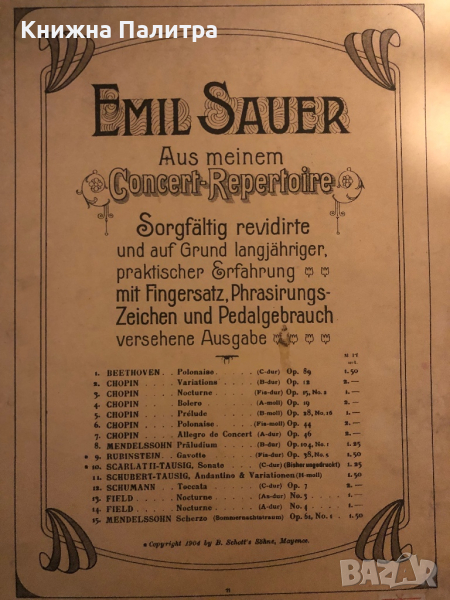 Книжна Палитра
EMIL SAUER
Aus meinem
Concert-Repertoire
Sorgfältig revidirte
und auf Grund langjähriger,
praktischer Erfahrung
mit Fingersatz, Phrasirungs-
Zeichen und Pedalgebrauch
versehene Ausgabe
1. BEETHOVEN . Polonaise . . . . . (C-dur) Op. 89 1.50
2. CHOPIN . . . . Variations . . . . (B-dur) Op. 12 2.—
3. CHOPIN . . . . Nocturne . . . . (Fis-dur) Op. 15, No. 2 1.—
4. CHOPIN . . . . Bolero . . . . . (A-moll) Op. 19 2.—
5. CHOPIN . . . . Prélude . . . . (B-moll) Op. 28, No. 16 1.—
6. CHOPIN . . . . Polonaise . . . (Fis-moll) Op. 44 2.—
7. CHOPIN . . . . Allegro de Concert (A-dur) Op. 46 2.—
8. MENDELSSOHN Präludium . . . (B-dur) Op. 104, No. 1 1.25
* 9. RUBINSTEIN . Gavotte . . . . (Fis-dur) Op. 38, No. 4 1.50
* 10. SCARLATTI-TAUSIG, Sonate . (C-dur) (Bisher ungedruckt) 1.25
11. SCHUBERT-TAUSIG, Andantino & Variationen (H-moll) 1.50
12. SCHUMANN . Toccata . . . . (C-dur) Op. 7 2.—
13. FIELD . . . . . Nocturne . . . . (As-dur) No. 3 1.—
14. FIELD . . . . . Nocturne . . . . (A-dur) No. 4 1.—
15. MENDELSSOHN Scherzo (Sommernachtstraum) Op. 61, No. 1 1.50
* Copyright 1904 by B. Schott's Söhne, Mayence.
11
BAZAR